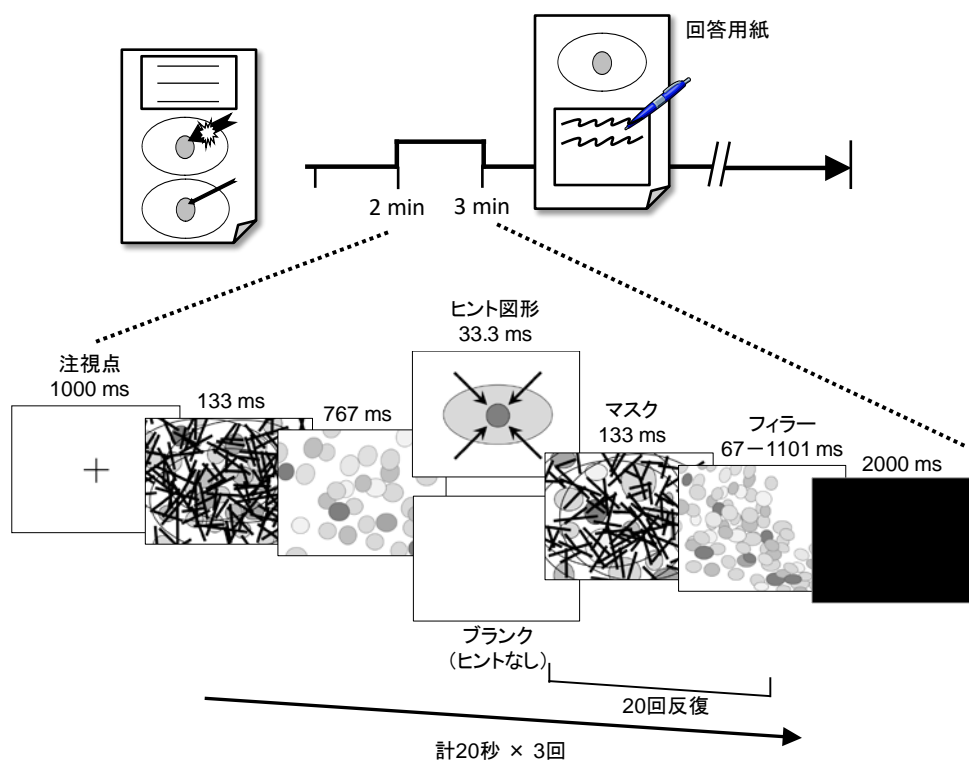 回答用紙
2 min
3 min
ヒント図形
33.3 ms
注視点
1000 ms
133 ms
767 ms
マスク
133 ms
フィラー
67－1101 ms
2000 ms
ブランク
（ヒントなし）
20回反復
計20秒 × 3回